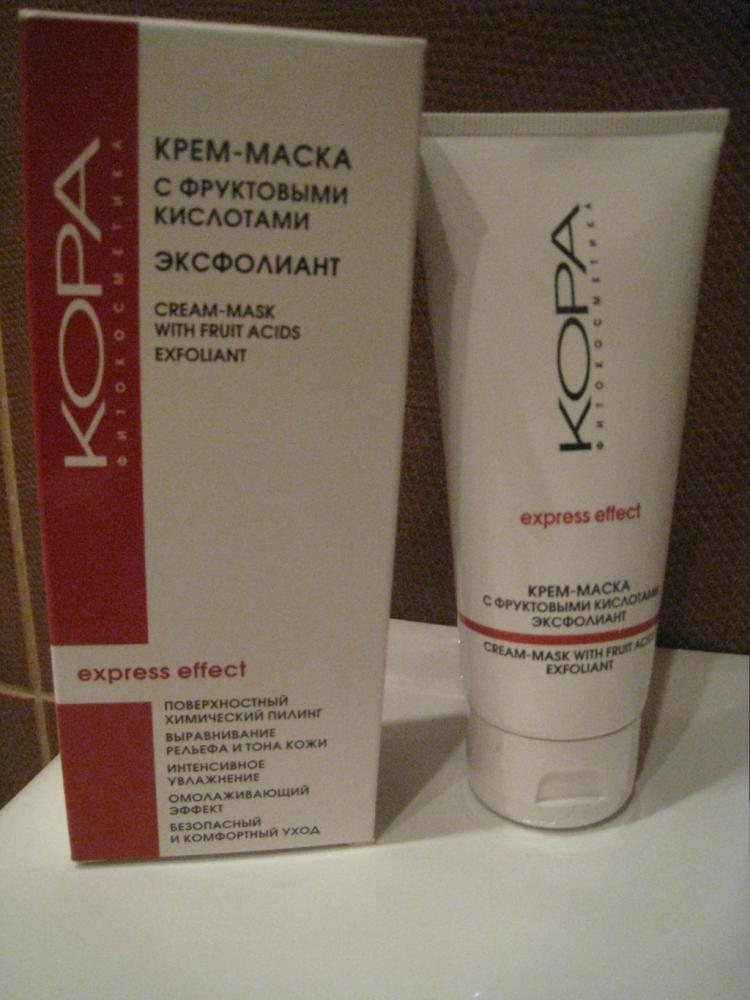 КОРА
ФИТОКОСМЕТИКА
КРЕМ-МАСКА
С ФРУКТОВЫМИ
КИСЛОТАМИ
ЭКСФОЛИАНТ
CREAM-MASK
WITH FRUIT ACIDS
EXFOLIANT
express effect
ПОВЕРХНОСТНЫЙ
ХИМИЧЕСКИЙ ПИЛИНГ
ВЫРАВНИВАНИЕ
РЕЛЬЕФА И ТОНА КОЖИ
ИНТЕНСИВНОЕ
УВЛАЖНЕНИЕ
ОМОЛАЖИВАЮЩИЙ
ЭФФЕКТ
БЕЗОПАСНЫЙ
И КОМФОРТНЫЙ УХОД
КОРА
ФИТОКОСМЕТИКА
express effect
КРЕМ-МАСКА
С ФРУКТОВЫМИ КИСЛОТАМИ
ЭКСФОЛИАНТ
CREAM-MASK WITH FRUIT ACIDS
EXFOLIANT